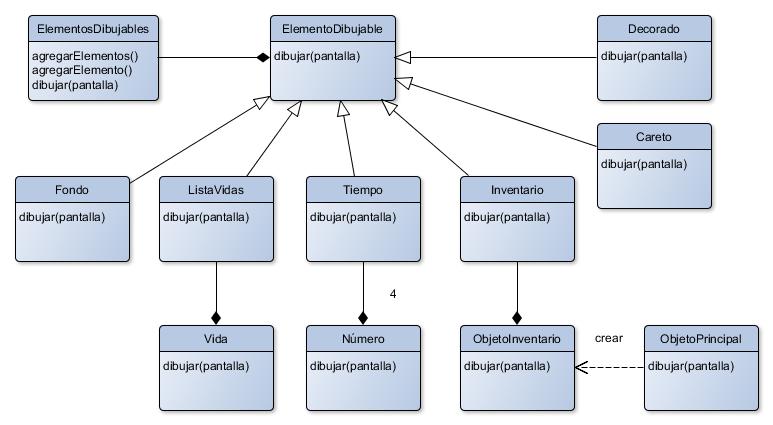 ElementosDibujables
agregarElementos()
agregarElemento()
dibujar(pantalla)
ElementoDibujable
dibujar(pantalla)
Decorado
dibujar(pantalla)
Careto
dibujar(pantalla)
Fondo
dibujar(pantalla)
ListaVidas
dibujar(pantalla)
Tiempo
dibujar(pantalla)
Inventario
dibujar(pantalla)
4
Vida
dibujar(pantalla)
Número
dibujar(pantalla)
ObjetoInventario
dibujar(pantalla)
crear
ObjetoPrincipal
dibujar(pantalla)